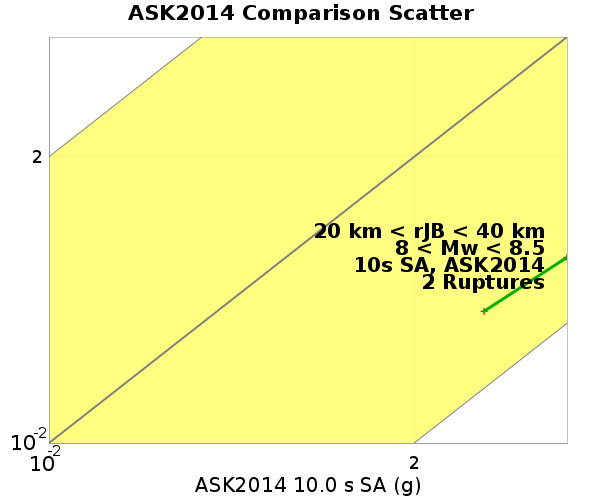 ASK2014 Comparison Scatter
2
20 km < rJB < 40 km
8 < Mw < 8.5
10s SA, ASK2014
2 Ruptures
10-2
10-2
2
ASK2014 10.0 s SA (g)